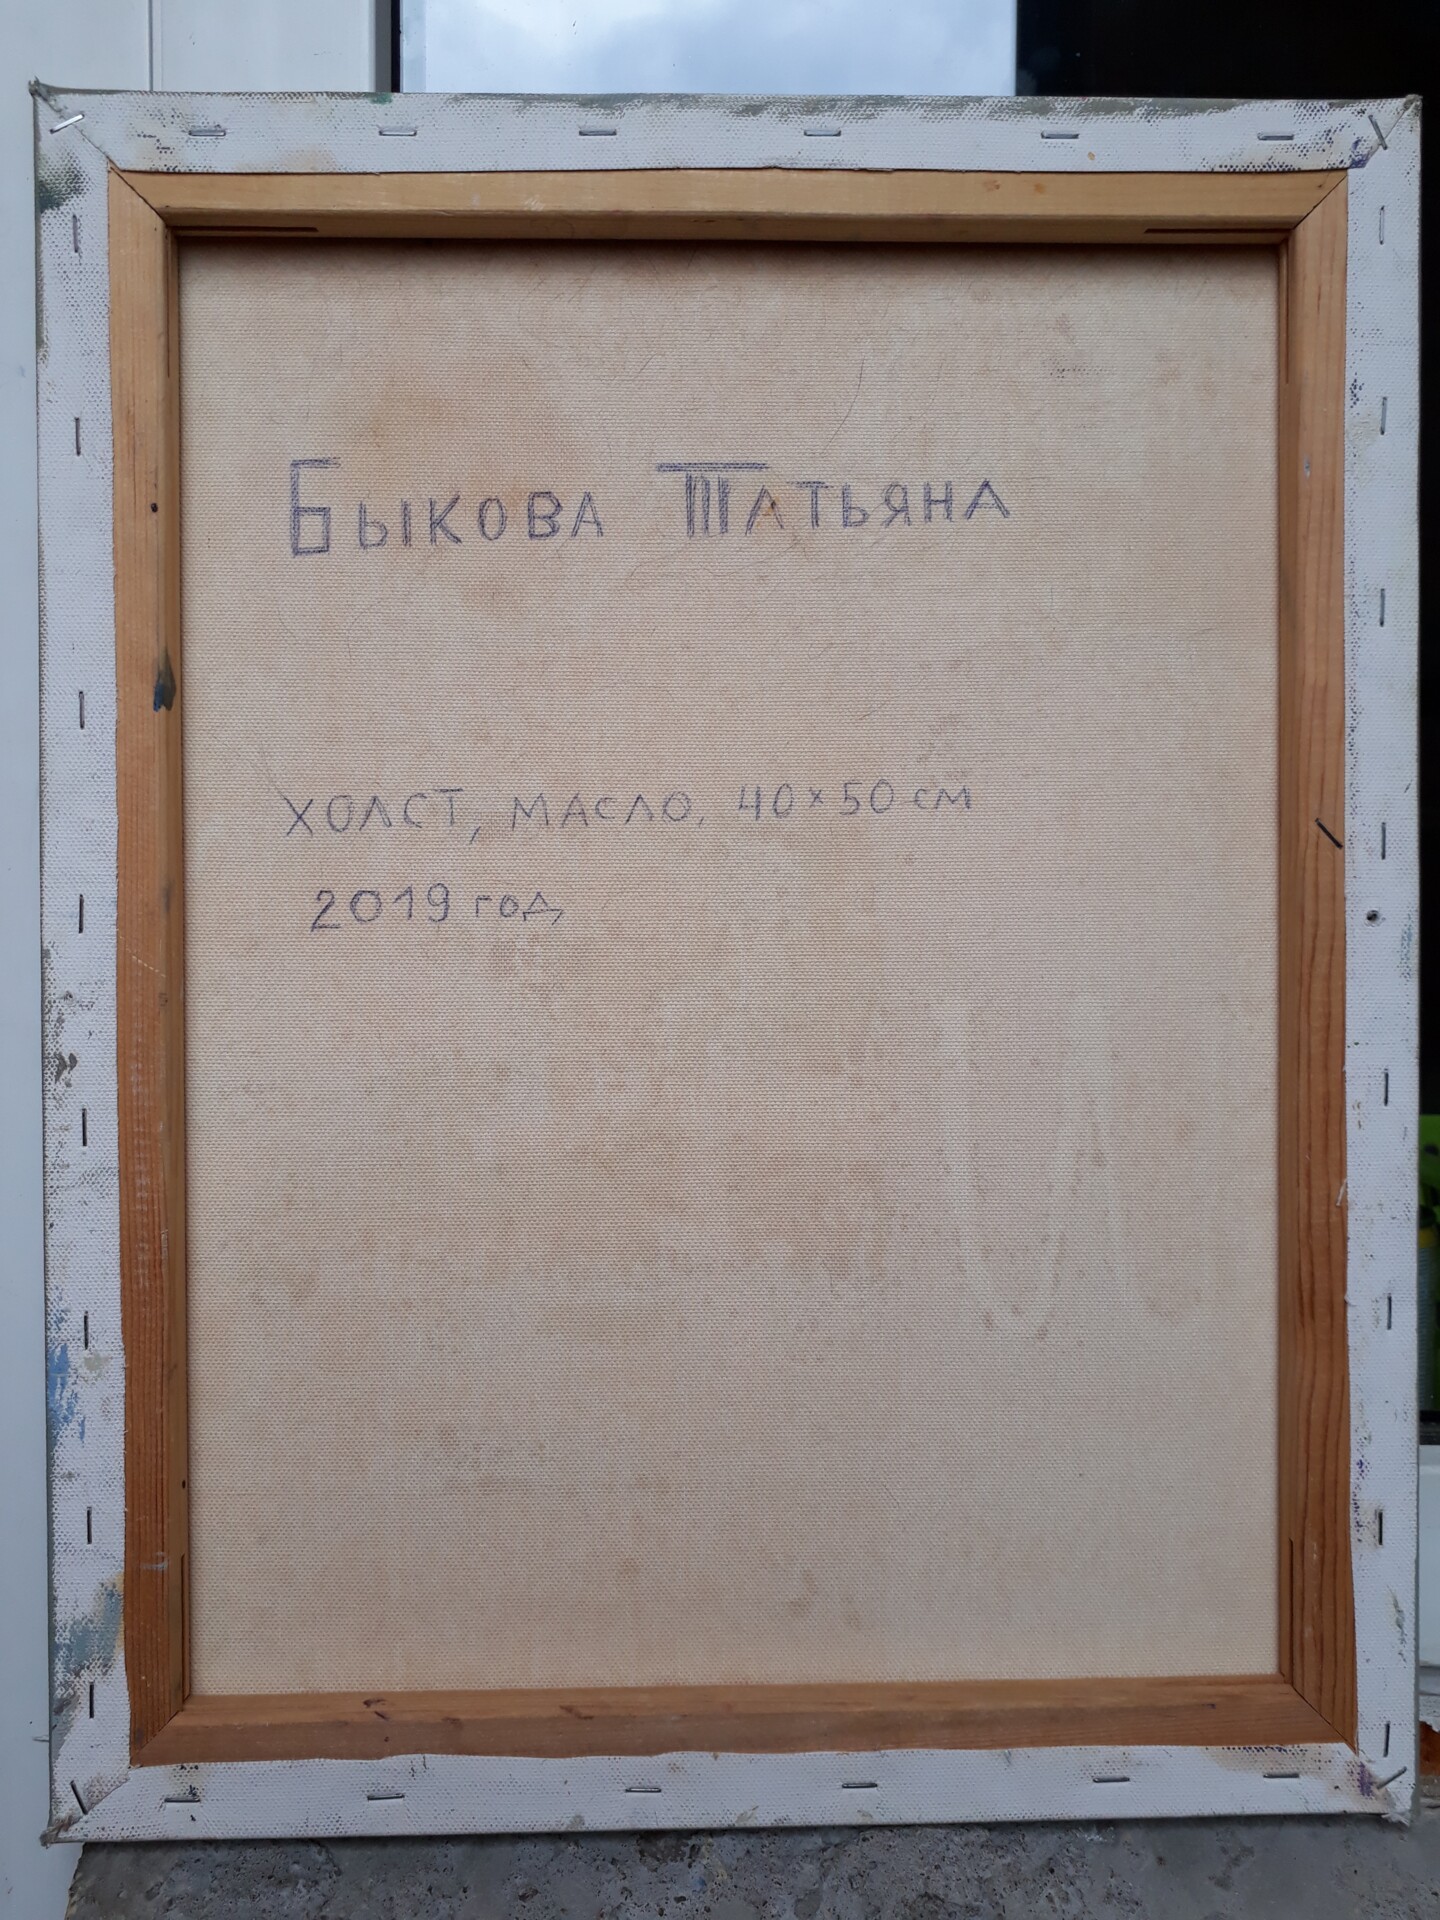 Быкова Татьяна
холст, масло, 40×50 см
2019 год